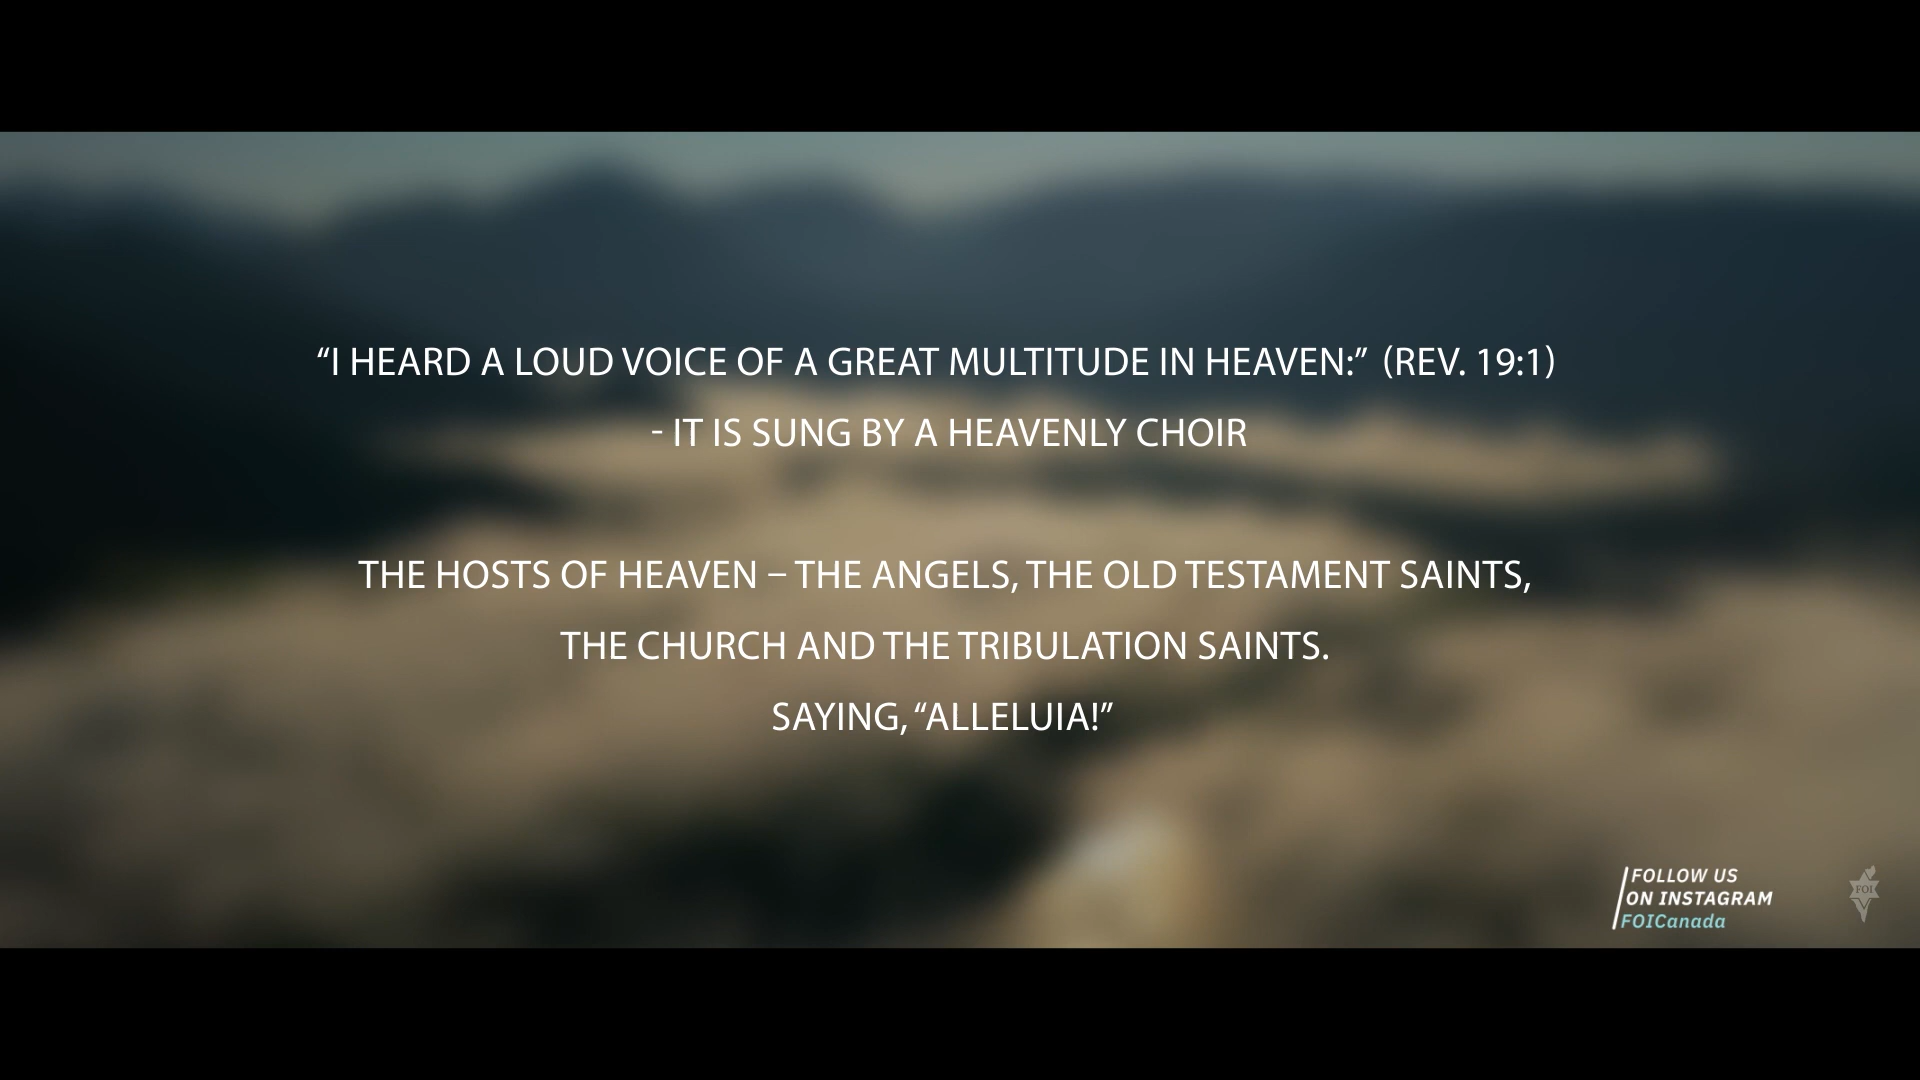 “I HEARD A LOUD VOICE OF A GREAT MULTITUDE IN HEAVEN:” (REV. 19:1)
- IT IS SUNG BY A HEAVENLY CHOIR
THE HOSTS OF HEAVEN – THE ANGELS, THE OLD TESTAMENT SAINTS,
THE CHURCH AND THE TRIBULATION SAINTS.
SAYING, “ALLELUIA!”
FOLLOW US
ON INSTAGRAM
FOICanada
FOI